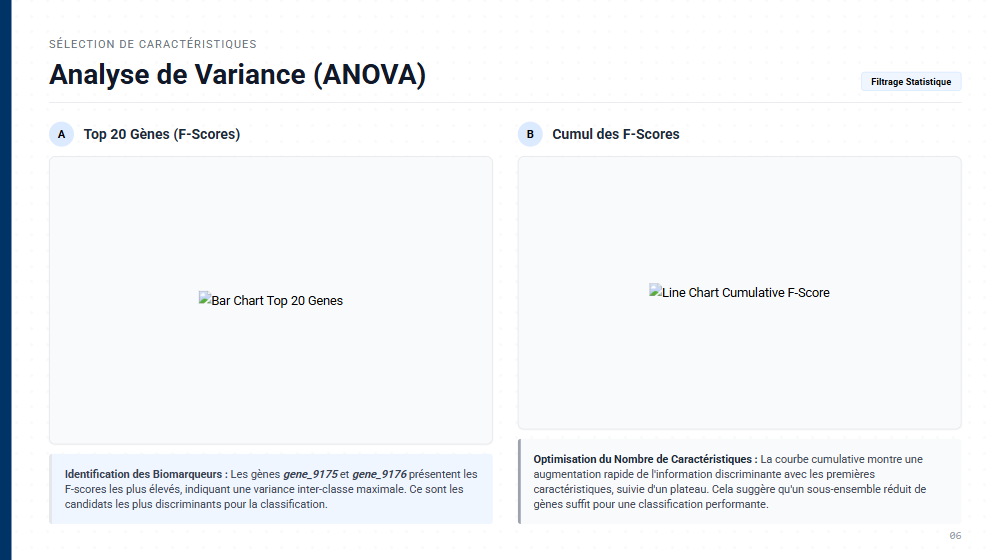 SÉLECTION DE CARACTÉRISTIQUES
Analyse de Variance (ANOVA)
Filtrage Statistique
A Top 20 Gènes (F-Scores)
Bar Chart Top 20 Genes
Identification des Biomarqueurs : Les gènes gene_9175 et gene_9176 présentent les
F-scores les plus élevés, indiquant une variance inter-classe maximale. Ce sont les
candidats les plus discriminants pour la classification.
B Cumul des F-Scores
Line Chart Cumulative F-Score
Optimisation du Nombre de Caractéristiques : La courbe cumulative montre une
augmentation rapide de l'information discriminante avec les premières
caractéristiques, suivie d'un plateau. Cela suggère qu'un sous-ensemble réduit de
gènes suffit pour une classification performante.
06